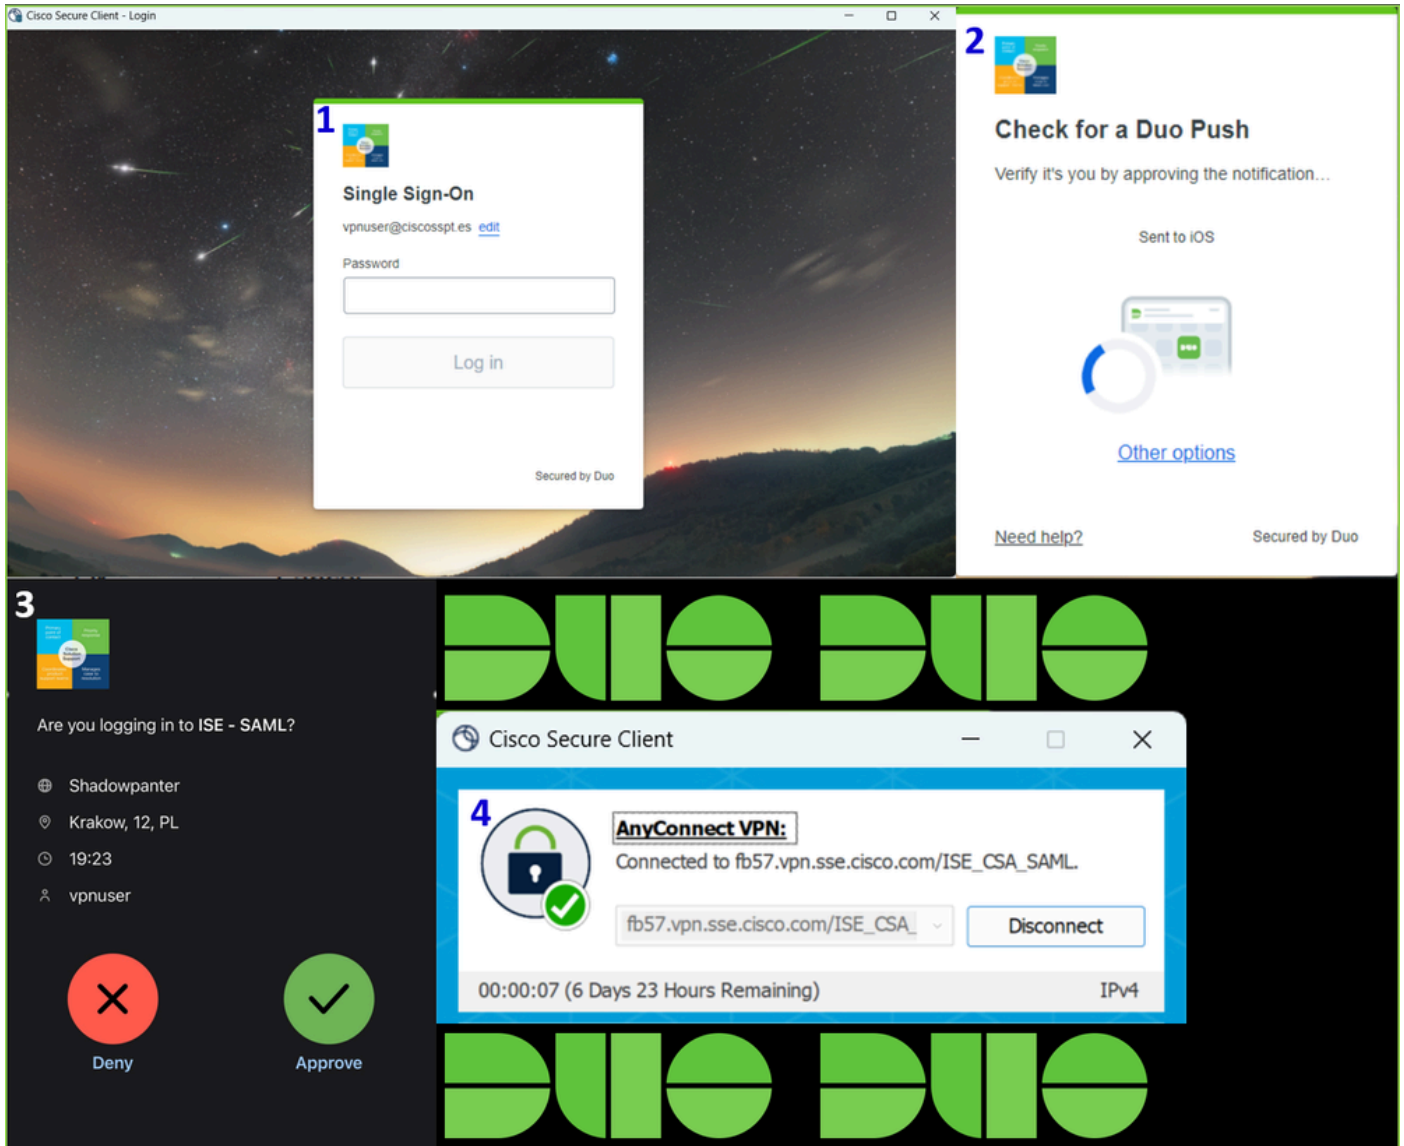 Cisco Secure Client - Login
1
Single Sign-On
vpnuser@ciscosspt.es edit
Password
Log in
Secured by Duo
2
Check for a Duo Push
Verify it's you by approving the notification...
Sent to iOS
Other options
Need help?
Secured by Duo
3
Are you logging in to ISE - SAML?
Shadowpanter
Krakow, 12, PL
19:23
vpnuser
Deny
Approve
DUO DUO
Cisco Secure Client
4
AnyConnect VPN:
Connected to fb57.vpn.sse.cisco.com/ISE_CSA_SAML.
fb57.vpn.sse.cisco.com/ISE_CSA_
Disconnect
00:00:07 (6 Days 23 Hours Remaining)
IPv4
DUO DUO